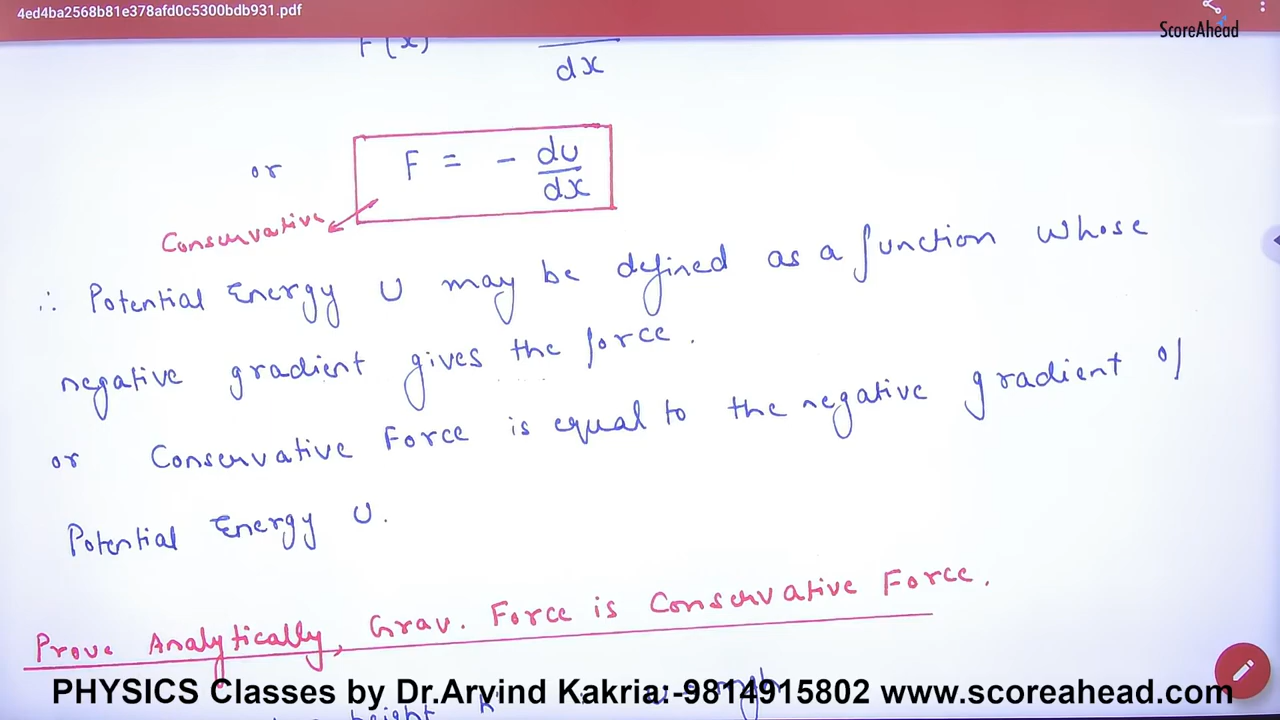 4ed4ba2568b81e378afd0c5300bdb931.pdf
ScoreAhead
F(x)
dx
or F = - dU/dx
Conservative
∴ Potential Energy U may be defined as a function whose
negative gradient gives the force.
or Conservative Force is equal to the negative gradient of
Potential Energy U.
Prove Analytically, Grav. Force is Conservative Force.
height
PHYSICS Classes by Dr.Arvind Kakria:-9814915802 www.scoreahead.com